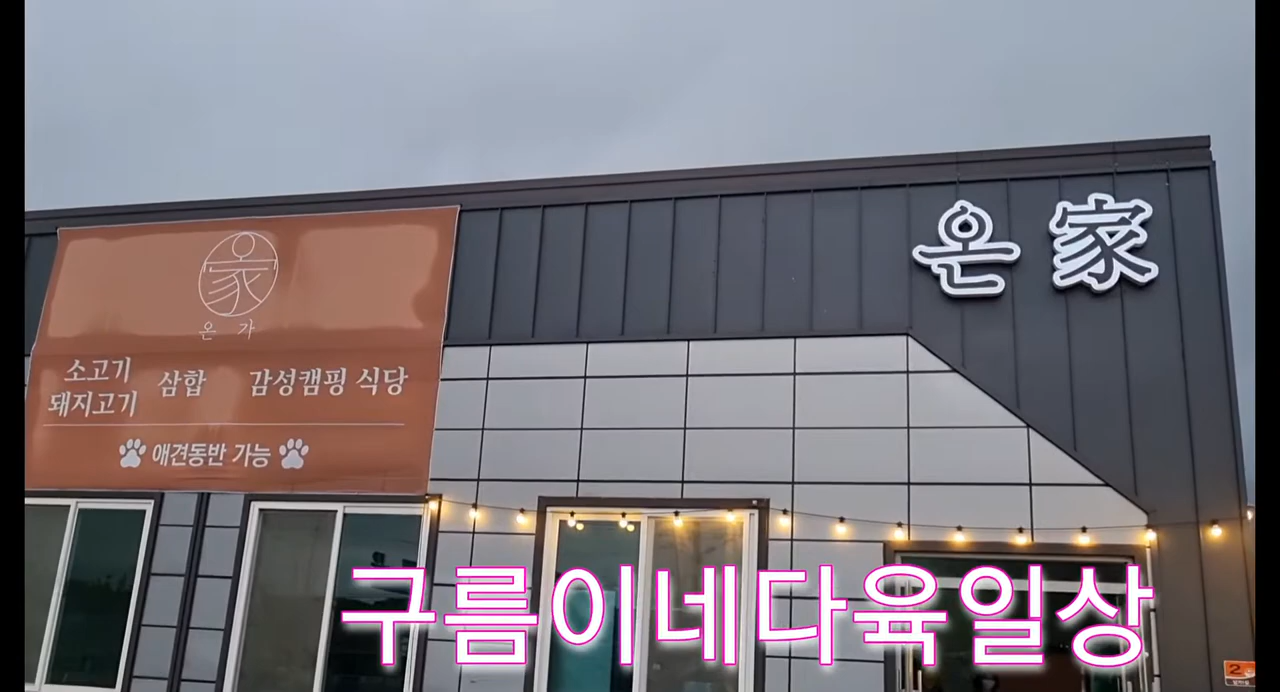 온家
온 가
소고기
돼지고기
삼합
감성캠핑 식당
애견동반 가능
구름이네다육일상
2